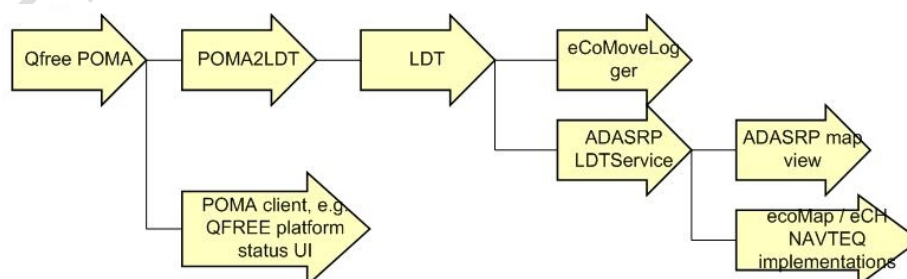 Qfree POMA
POMA2LDT
LDT
eCoMoveLog
ger
ADASRP
LDTService
ADASRP map
view
POMA client, e.g.
QFREE platform
status UI
ecoMap / eCH
NAVTEQ
implementations